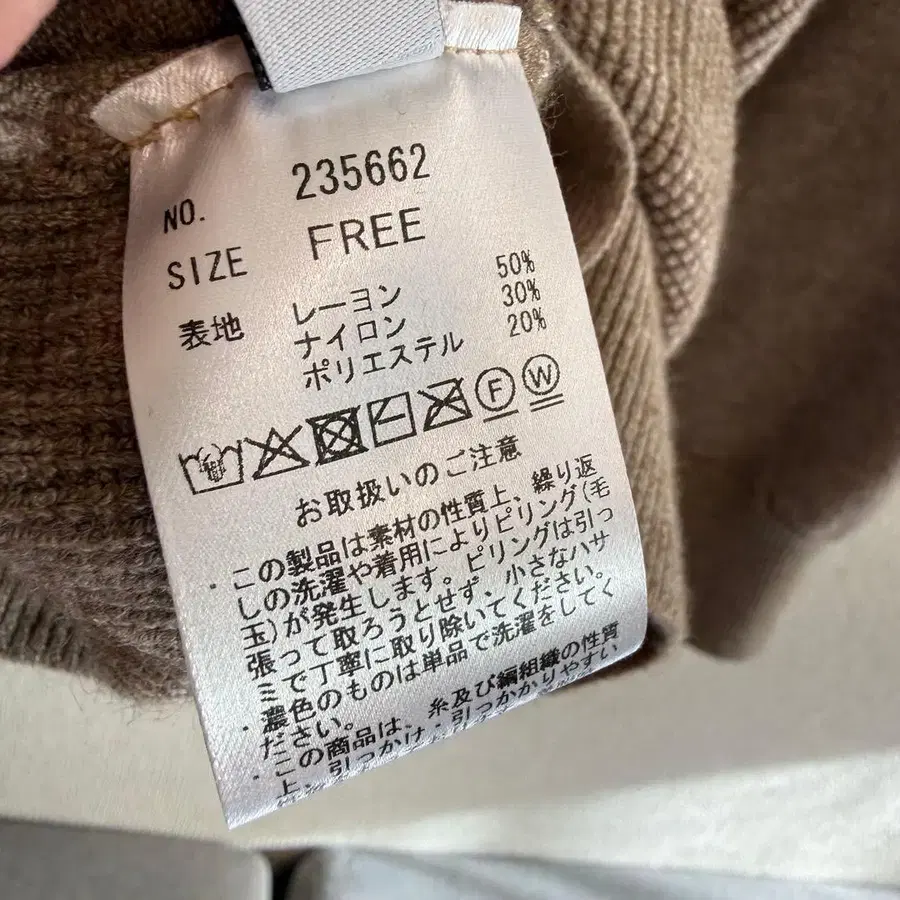 NO. 235662
SIZE FREE
表地 レーヨン 50%
ナイロン 30%
ポリエステル 20%
F W
お取扱いのご注意
・この製品は素材の性質上、繰り返
しの洗濯や着用によりピリング(毛
玉)が発生します。ピリングは引っ
張って取ろうとせず、小さなハサ
ミで丁寧に取り除いてください。
・濃色のものは単品で洗濯をしてく
ださい。
・この商品は、糸及び編組織の性質
上、引っかけ・引っかかりやすい